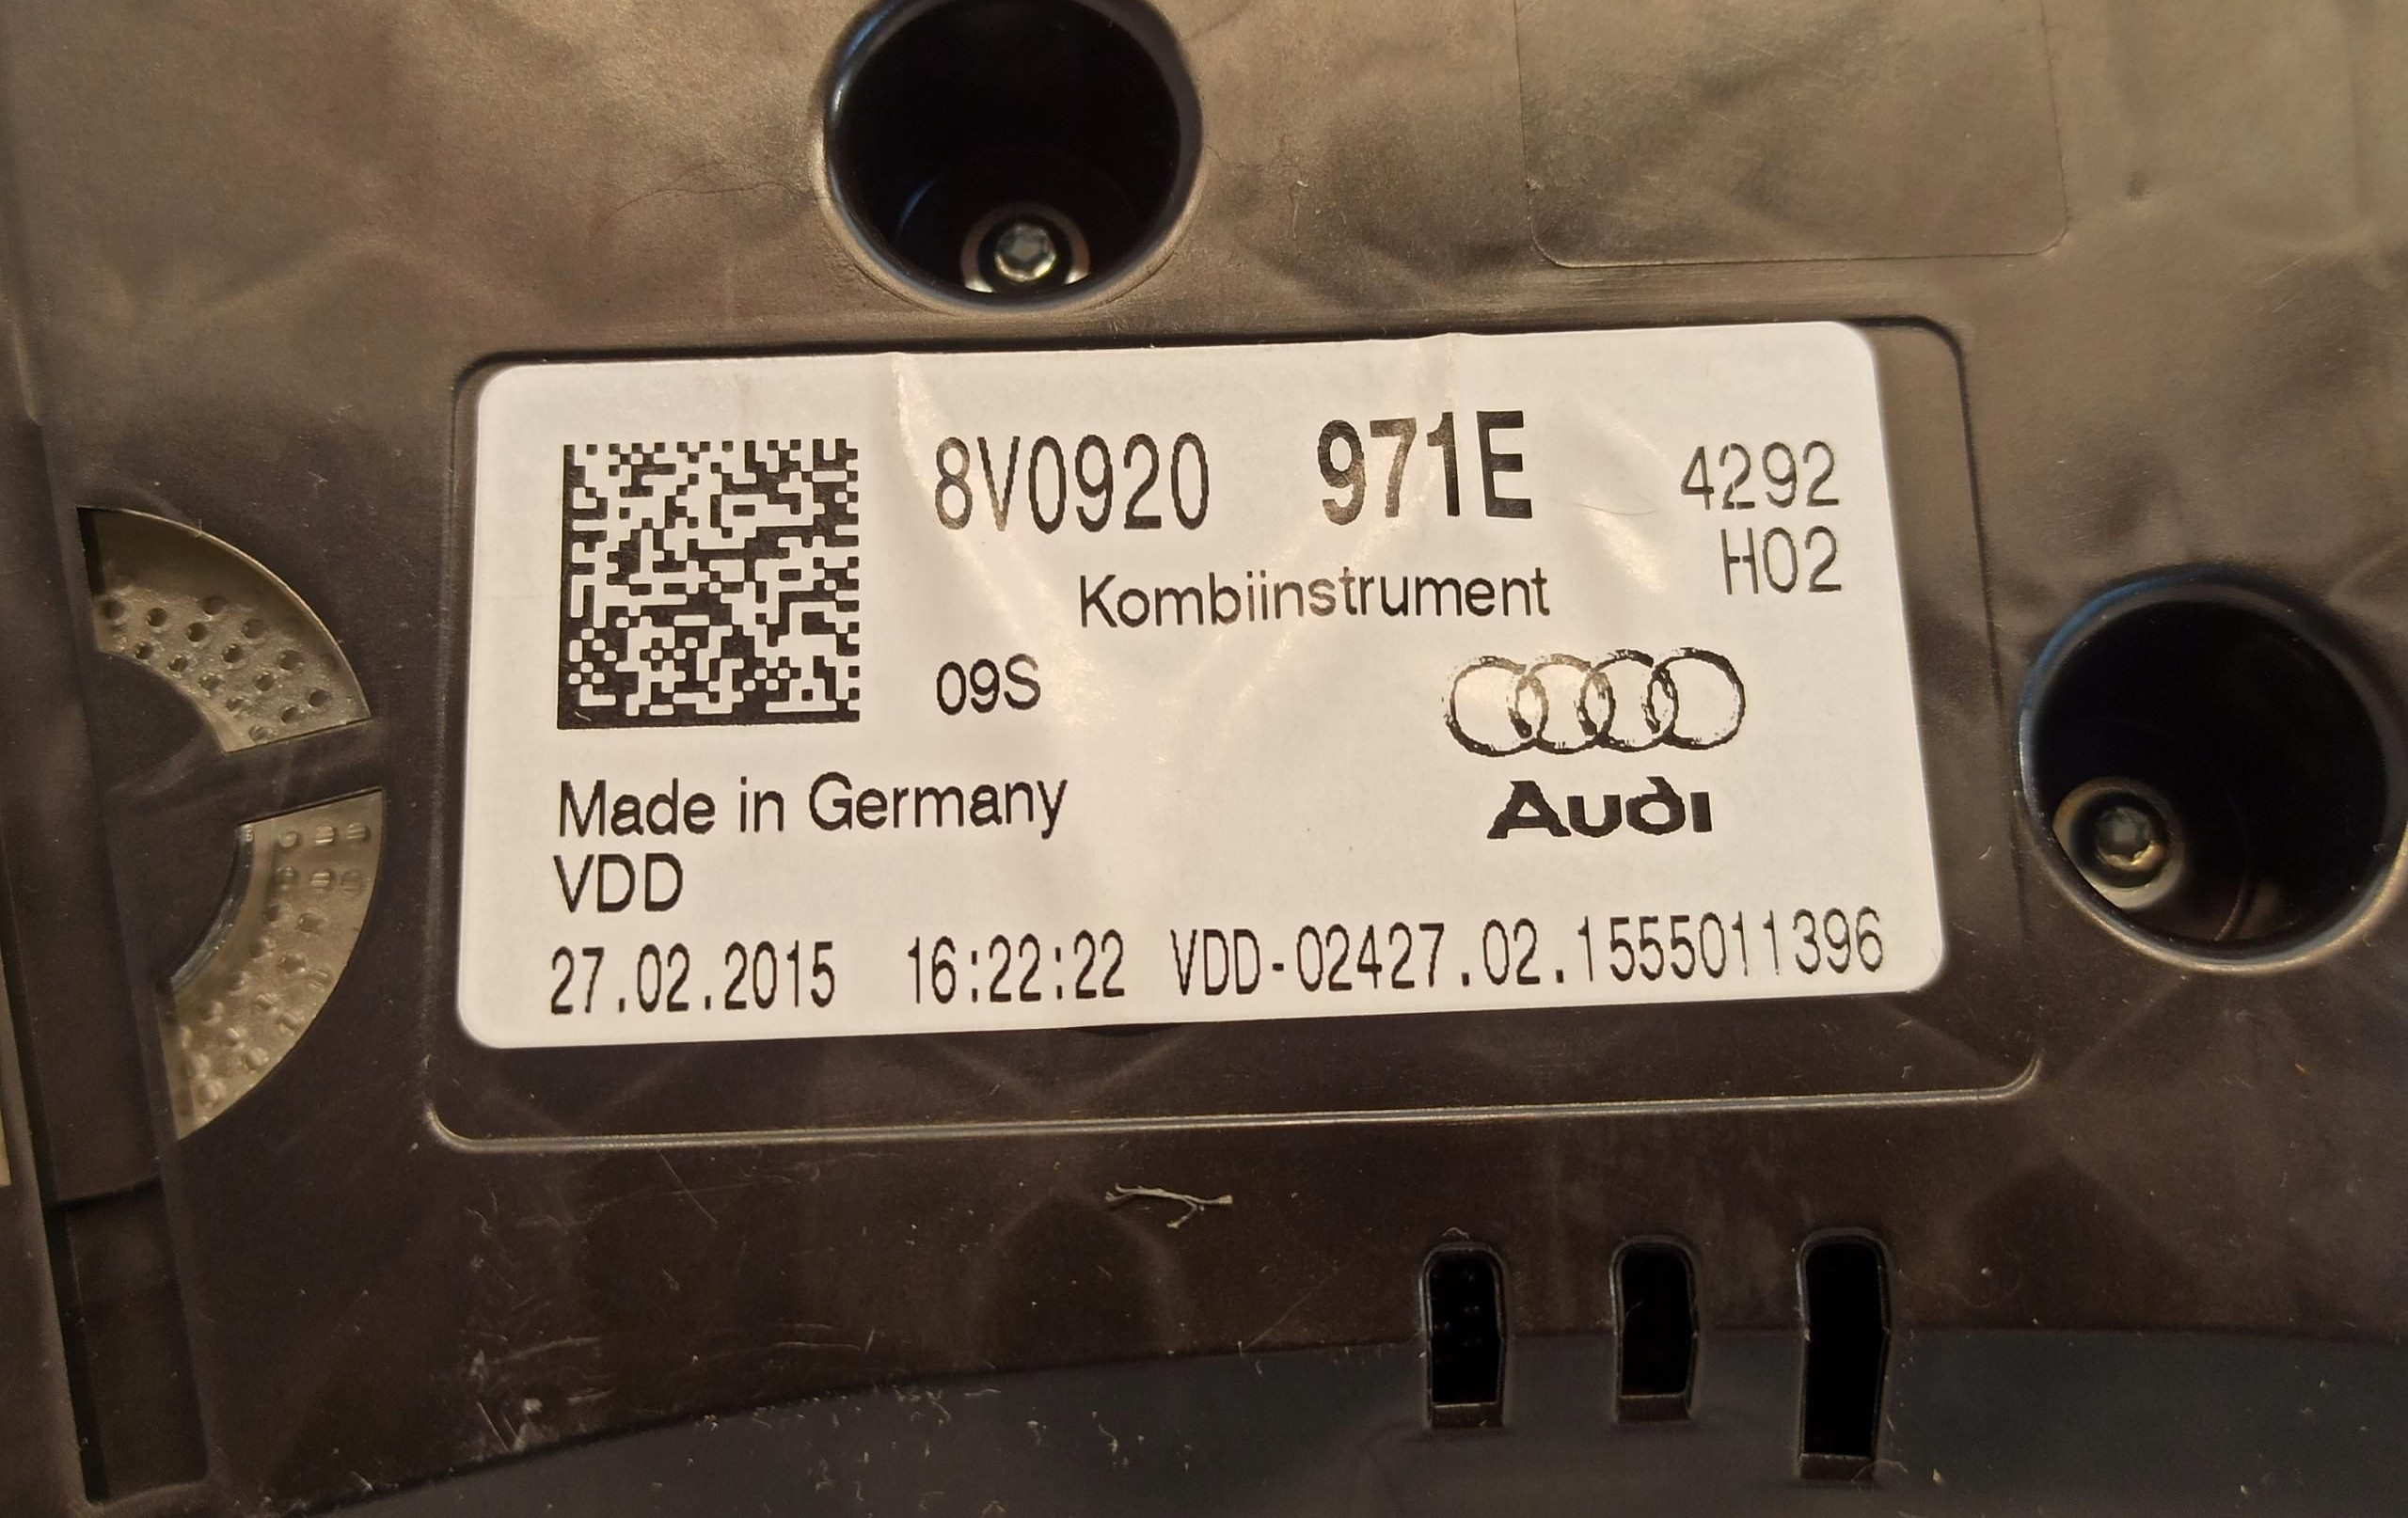 8V0920 971E 4292
H02
Kombiinstrument
09S
Audi
Made in Germany
VDD
27.02.2015 16:22:22 VDD-02427.02.1555011396